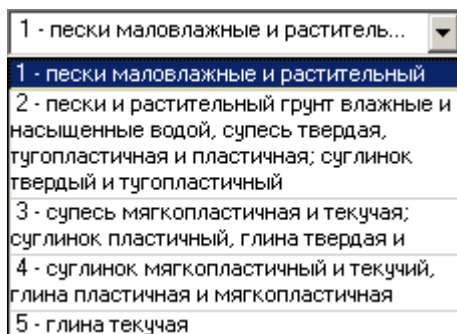 1 - пески маловлажные и раститель...
1 - пески маловлажные и растительный
2 - пески и растительный грунт влажные и
насыщенные водой, супесь твердая,
тугопластичная и пластичная; суглинок
твердый и тугопластичный
3 - супесь мягкопластичная и текучая;
суглинок пластичный, глина твердая и
4 - суглинок мягкопластичный и текучий,
глина пластичная и мягкопластичная
5 - глина текучая